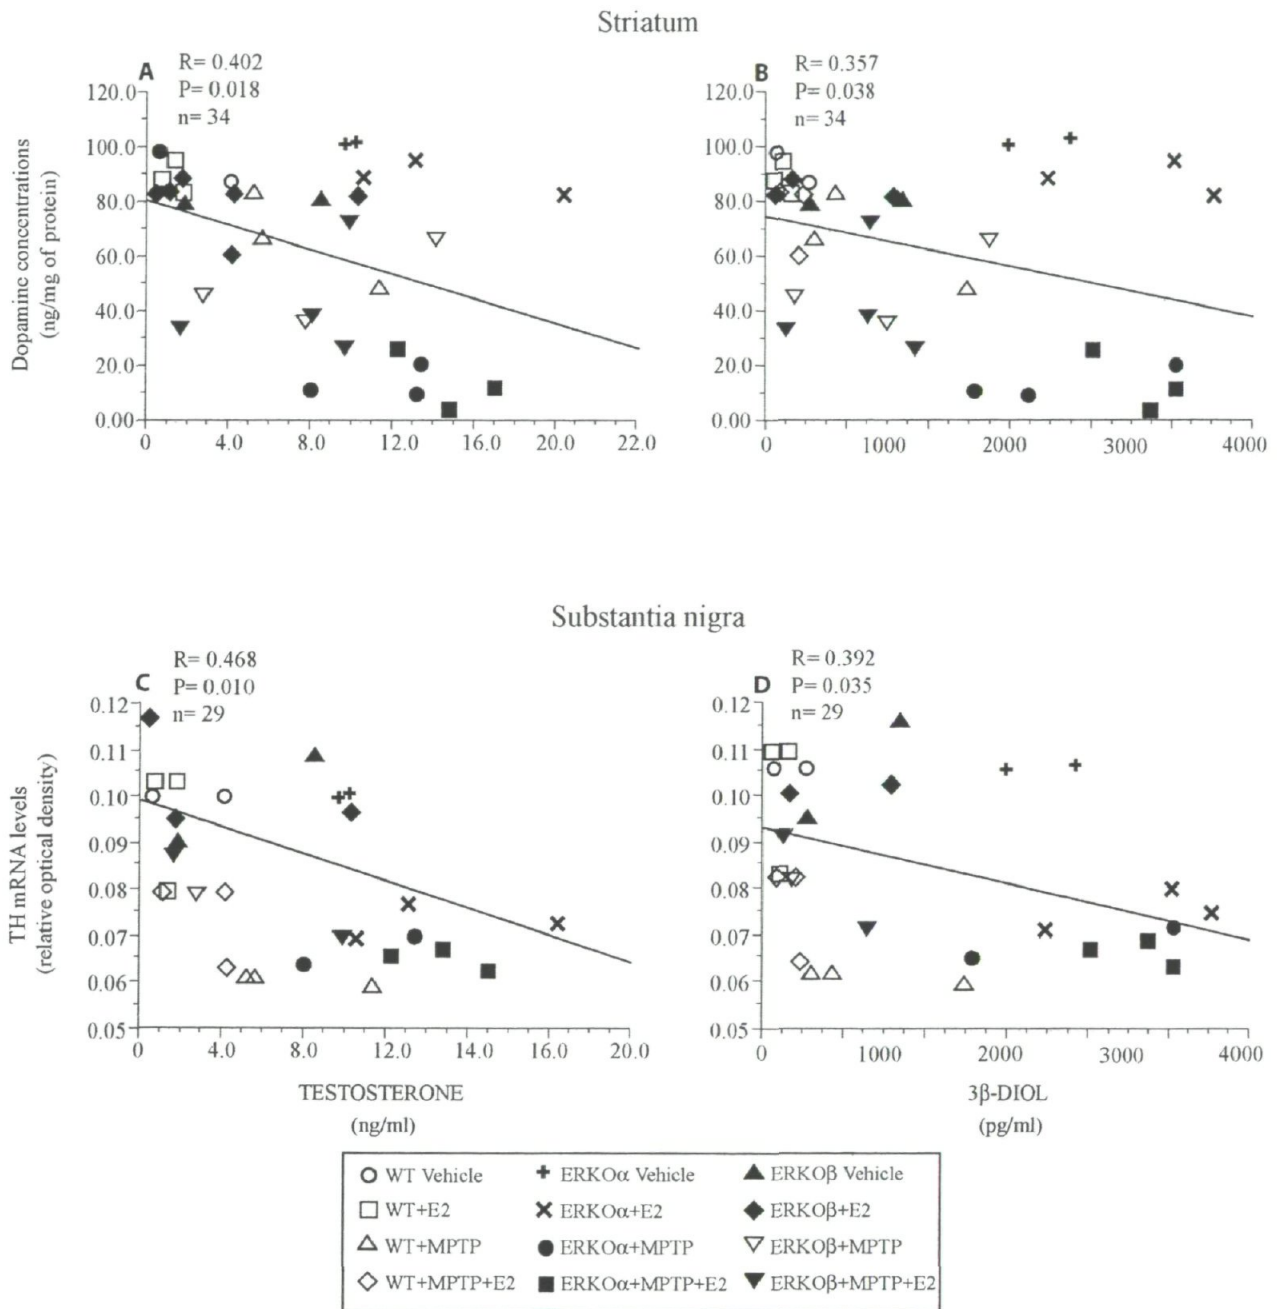 Striatum
A
R= 0.402
P= 0.018
n= 34
B
R= 0.357
P= 0.038
n= 34
Dopamine concentrations
(ng/mg of protein)
120.0
100.0
80.0
60.0
40.0
20.0
0.00
0 4.0 8.0 12.0 16.0 20.0 22.0
120.0
100.0
80.0
60.0
40.0
20.0
0.00
0 1000 2000 3000 4000
Substantia nigra
C
R= 0.468
P= 0.010
n= 29
D
R= 0.392
P= 0.035
n= 29
TH mRNA levels
(relative optical density)
0.12
0.11
0.10
0.09
0.08
0.07
0.06
0.05
0 4.0 8.0 12.0 14.0 16.0 20.0
0.12
0.11
0.10
0.09
0.08
0.07
0.06
0.05
0 1000 2000 3000 4000
TESTOSTERONE
(ng/ml)
3β-DIOL
(pg/ml)
WT Vehicle ERKOα Vehicle ERKOβ Vehicle
WT+E2 ERKOα+E2 ERKOβ+E2
WT+MPTP ERKOα+MPTP ERKOβ+MPTP
WT+MPTP+E2 ERKOα+MPTP+E2 ERKOβ+MPTP+E2